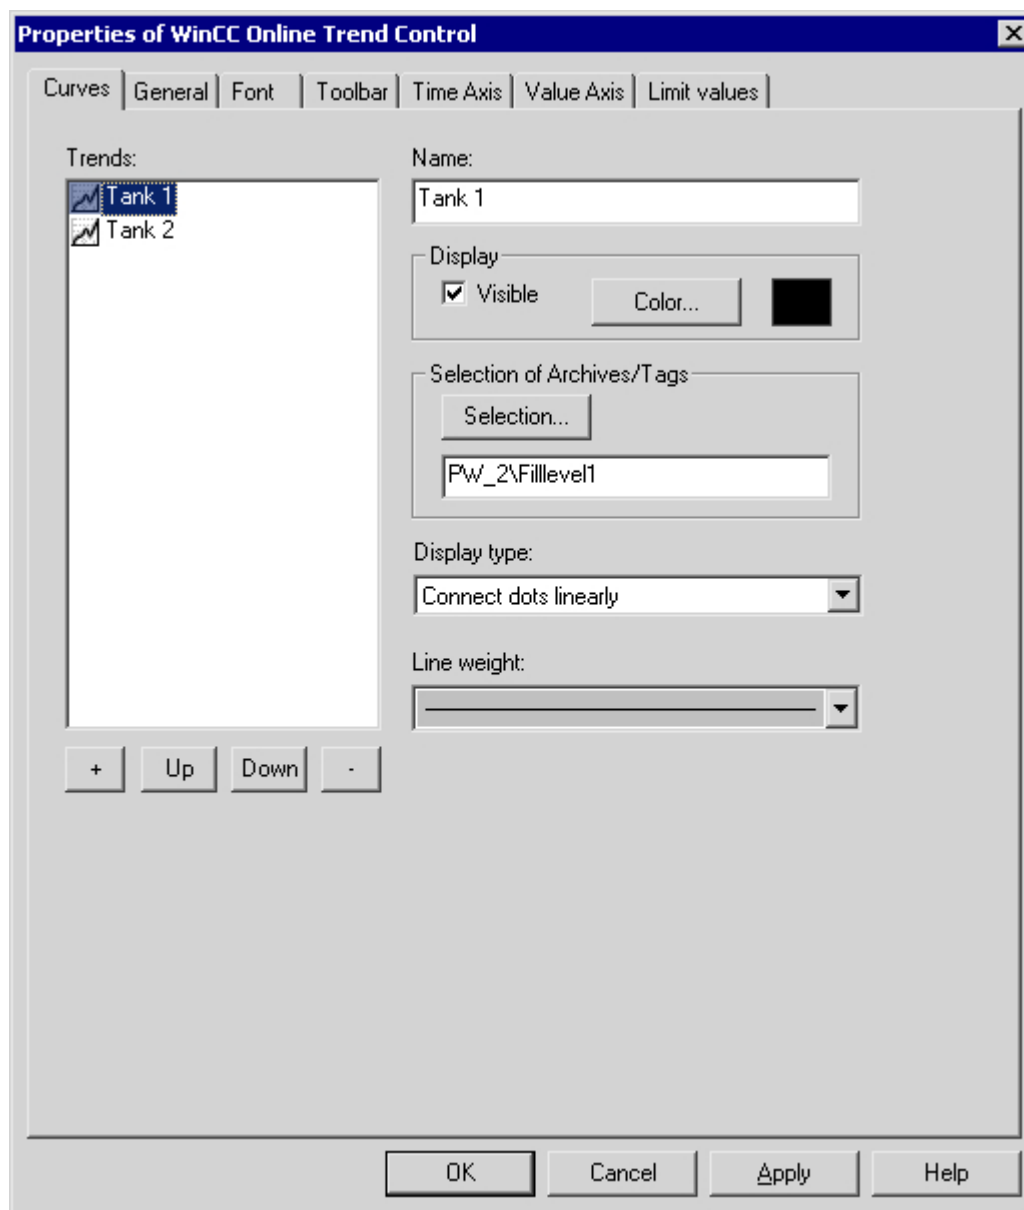 Properties of WinCC Online Trend Control
Curves General Font Toolbar Time Axis Value Axis Limit values
Trends:
Tank 1
Tank 2
+ Up Down -
Name:
Tank 1
Display
Visible Color...
Selection of Archives/Tags
Selection...
PW_2\Filllevel1
Display type:
Connect dots linearly
Line weight:
OK Cancel Apply Help